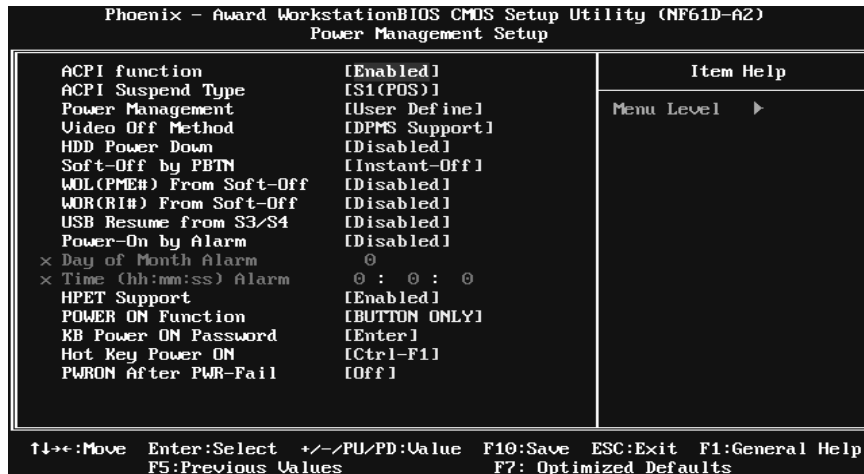 Phoenix – Award WorkstationBIOS CMOS Setup Utility (NF61D-A2)
Power Management Setup
ACPI function [Enabled]
ACPI Suspend Type [S1(POS)]
Power Management [User Define]
Video Off Method [DPMS Support]
HDD Power Down [Disabled]
Soft-Off by PBTN [Instant-Off]
WOL(PME#) From Soft-Off [Disabled]
WOR(RI#) From Soft-Off [Disabled]
USB Resume from S3/S4 [Disabled]
Power-On by Alarm [Disabled]
x Day of Month Alarm 0
x Time (hh:mm:ss) Alarm 0 : 0 : 0
HPET Support [Enabled]
POWER ON Function [BUTTON ONLY]
KB Power ON Password [Enter]
Hot Key Power ON [Ctrl-F1]
PWRON After PWR-Fail [Off]
Item Help
Menu Level ▶
↑↓→←:Move Enter:Select +/-/PU/PD:Value F10:Save ESC:Exit F1:General Help
F5:Previous Values F7: Optimized Defaults